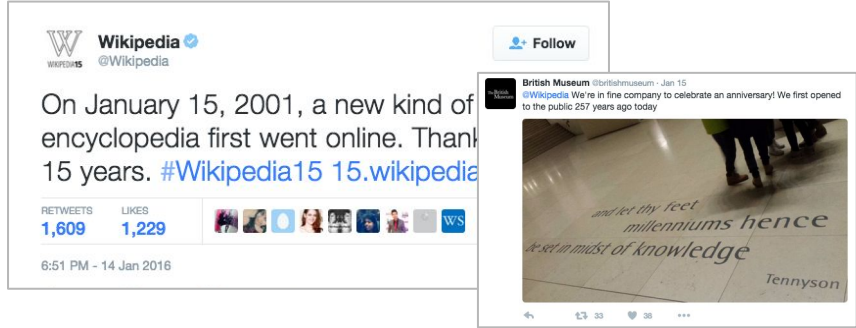 WIKIPEDIA15
Wikipedia
@Wikipedia
Follow
On January 15, 2001, a new kind of
encyclopedia first went online. Thank
15 years. #Wikipedia15 15.wikipedia
RETWEETS LIKES
1,609 1,229
WS
6:51 PM - 14 Jan 2016
The British Museum
British Museum @britishmuseum · Jan 15
@Wikipedia We're in fine company to celebrate an anniversary! We first opened
to the public 257 years ago today
and let thy feet
millenniums hence
be set in midst of knowledge
Tennyson
33 38